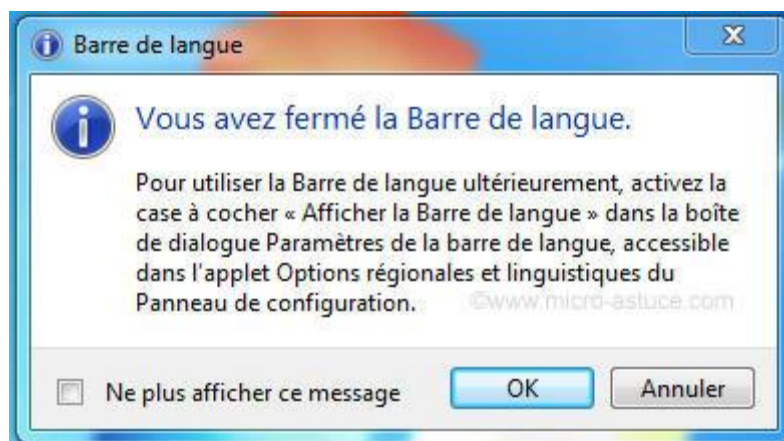 Barre de langue
Vous avez fermé la Barre de langue.
Pour utiliser la Barre de langue ultérieurement, activez la
case à cocher « Afficher la Barre de langue » dans la boîte
de dialogue Paramètres de la barre de langue, accessible
dans l'applet Options régionales et linguistiques du
Panneau de configuration.
©www.micro-astuce.com
Ne plus afficher ce message
OK
Annuler